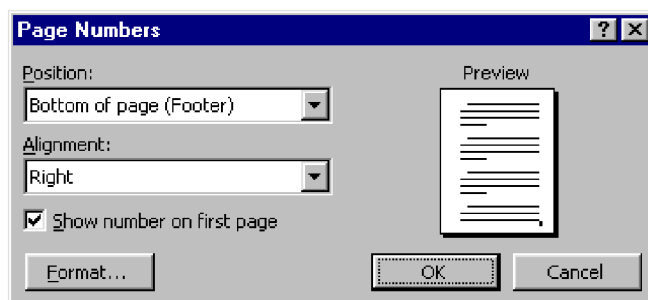 Page Numbers
Position:
Preview
Bottom of page (Footer)
Alignment:
Right
Show number on first page
Format...
OK
Cancel